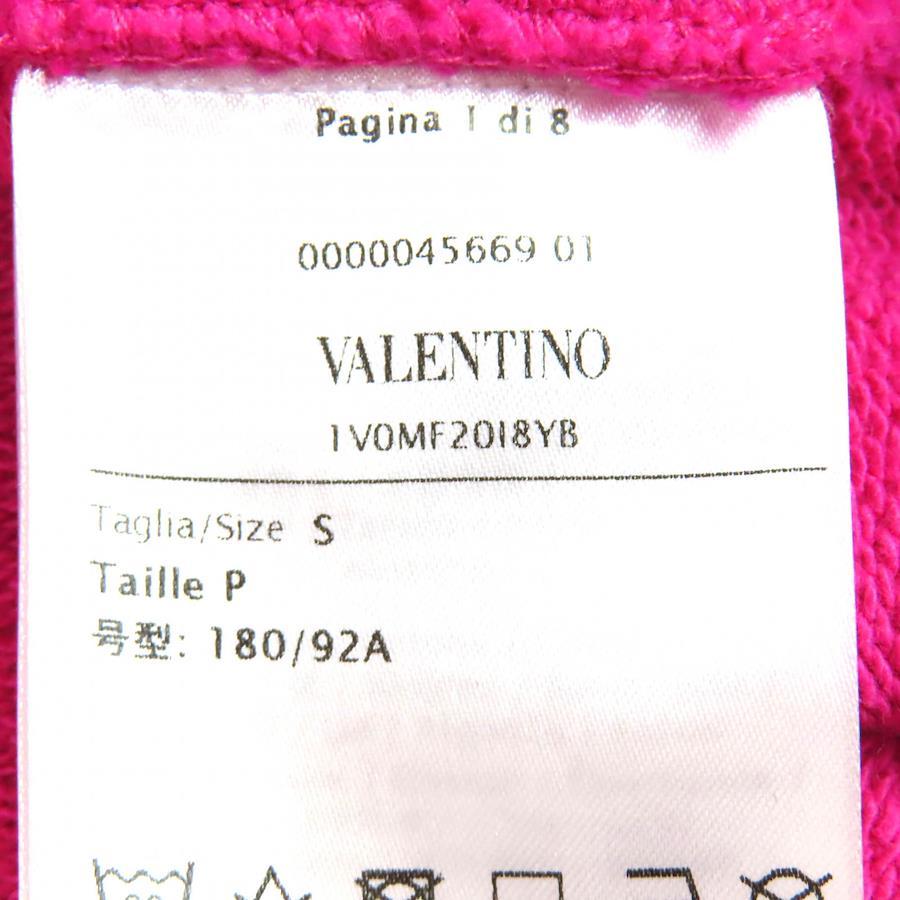 Pagina 1 di 8
0000045669 01
VALENTINO
1V0MF20I8YB
Taglia/Size S
Taille P
号型: 180/92A